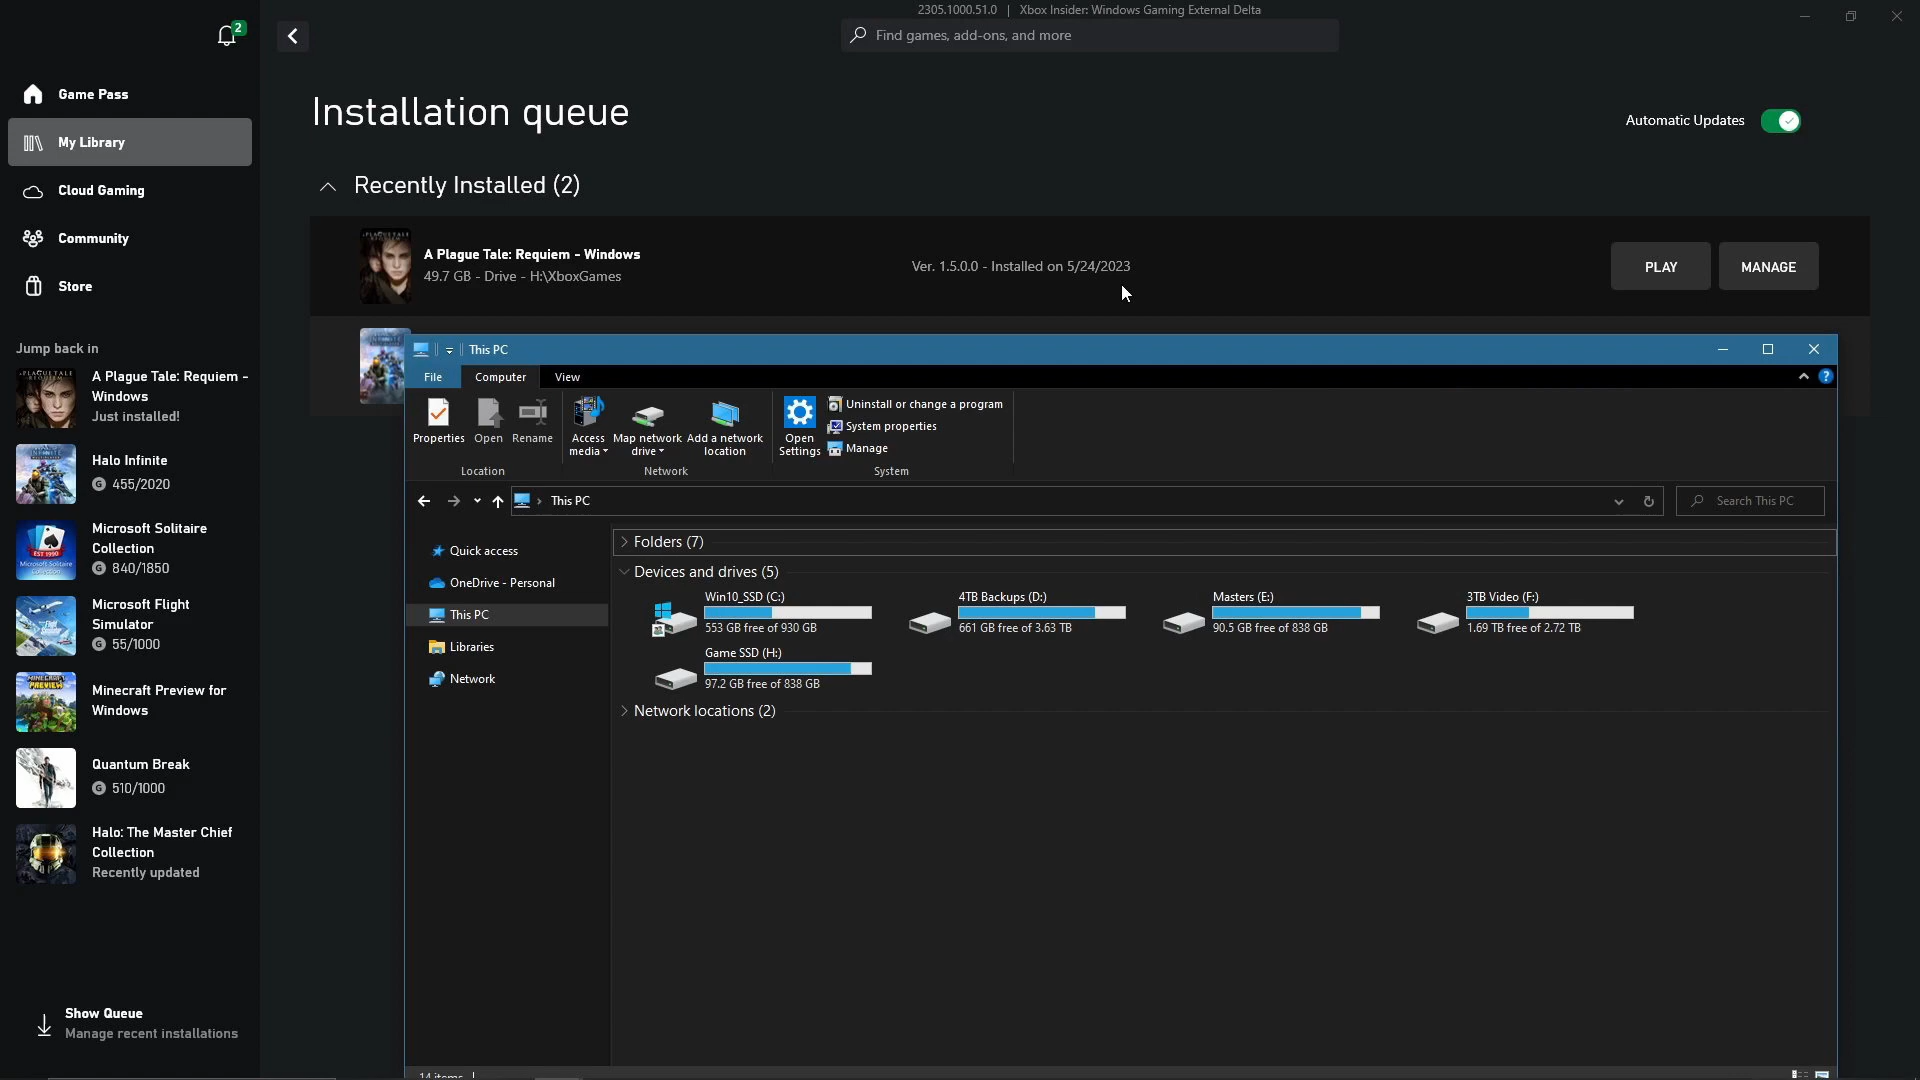 2305.1000.51.0 | Xbox Insider: Windows Gaming External Delta
2
Find games, add-ons, and more
Game Pass
My Library
Cloud Gaming
Community
Store
Jump back in
A Plague Tale: Requiem -
Windows
Just installed!
Halo Infinite
G 455/2020
Microsoft Solitaire
Collection
G 840/1850
Microsoft Flight
Simulator
G 55/1000
Minecraft Preview for
Windows
Quantum Break
G 510/1000
Halo: The Master Chief
Collection
Recently updated
Show Queue
Manage recent installations
Installation queue
Automatic Updates
Recently Installed (2)
A Plague Tale: Requiem - Windows
49.7 GB - Drive - H:\XboxGames
Ver. 1.5.0.0 - Installed on 5/24/2023
PLAY
MANAGE
This PC
File
Computer
View
Properties
Open
Rename
Location
Access
media
Map network
drive
Add a network
location
Network
Open
Settings
Uninstall or change a program
System properties
Manage
System
This PC
Search This PC
Quick access
OneDrive - Personal
This PC
Libraries
Network
Folders (7)
Devices and drives (5)
Win10_SSD (C:)
553 GB free of 930 GB
4TB Backups (D:)
661 GB free of 3.63 TB
Masters (E:)
90.5 GB free of 838 GB
3TB Video (F:)
1.69 TB free of 2.72 TB
Game SSD (H:)
97.2 GB free of 838 GB
Network locations (2)
14 items